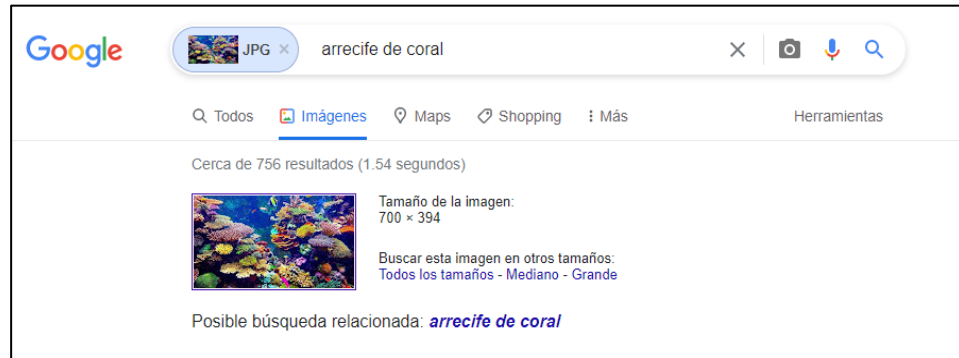 Google
JPG × arrecife de coral
Todos Imágenes Maps Shopping Más Herramientas
Cerca de 756 resultados (1.54 segundos)
Tamaño de la imagen:
700 × 394
Buscar esta imagen en otros tamaños:
Todos los tamaños - Mediano - Grande
Posible búsqueda relacionada: arrecife de coral